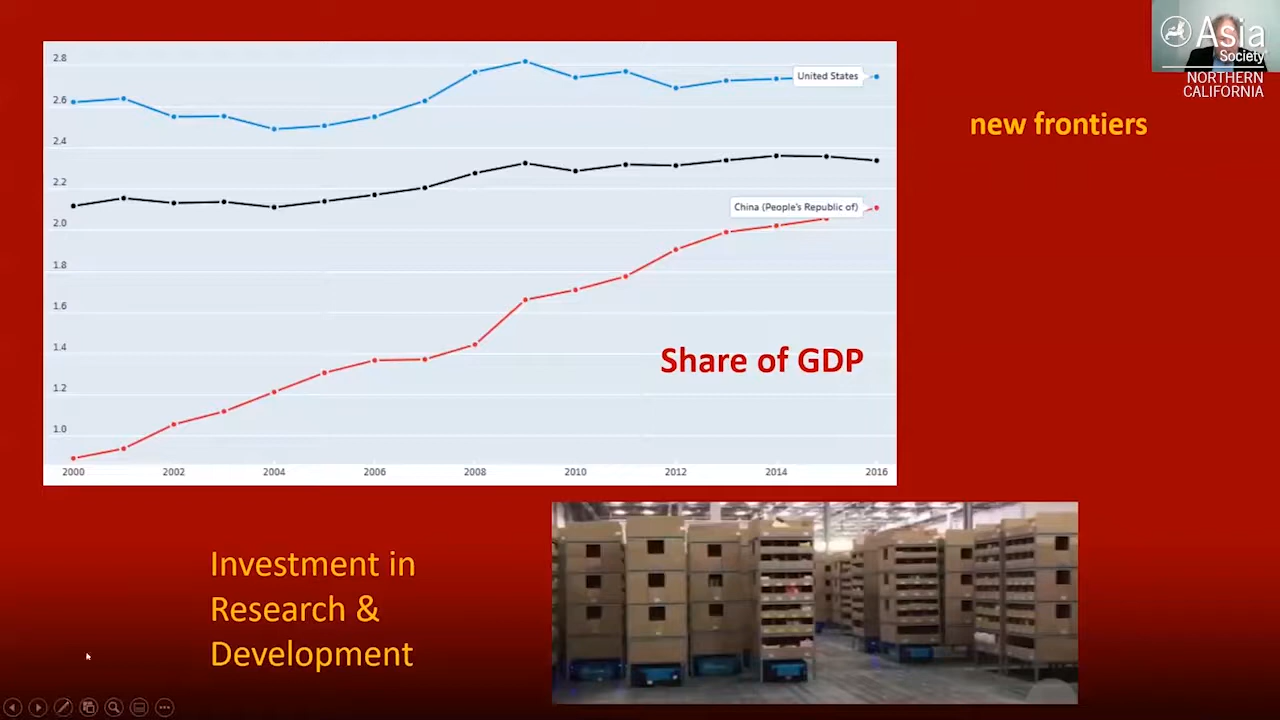 Asia
Society
NORTHERN
CALIFORNIA
new frontiers
2.8
2.6
2.4
2.2
2.0
1.8
1.6
1.4
1.2
1.0
United States
China (People's Republic of)
Share of GDP
2000 2002 2004 2006 2008 2010 2012 2014 2016
Investment in
Research &
Development